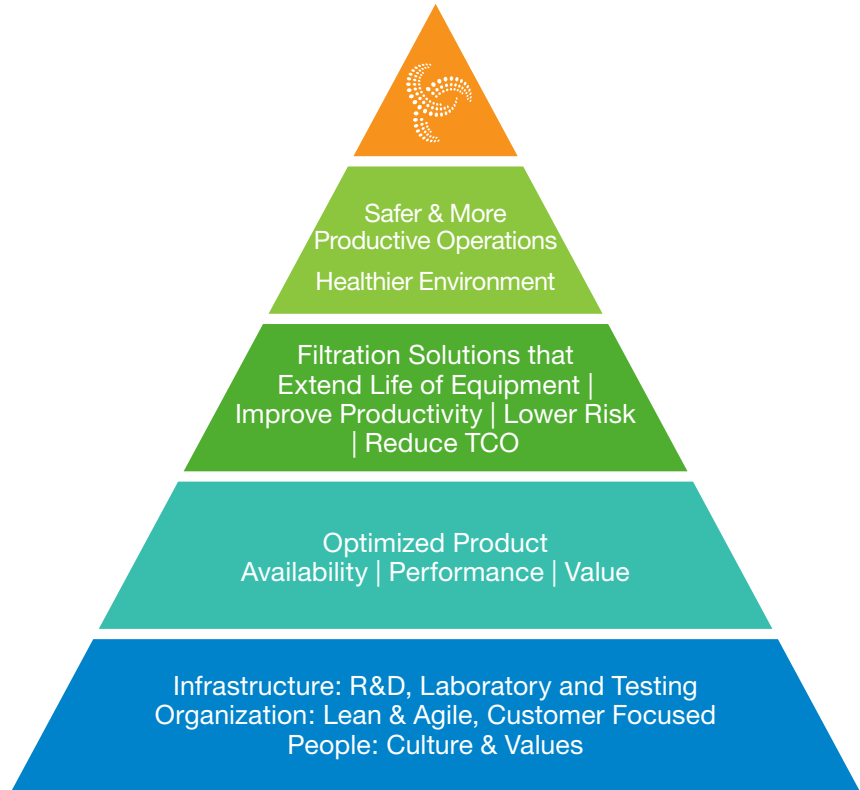 Safer & More
Productive Operations
Healthier Environment
Filtration Solutions that
Extend Life of Equipment |
Improve Productivity | Lower Risk
| Reduce TCO
Optimized Product
Availability | Performance | Value
Infrastructure: R&D, Laboratory and Testing
Organization: Lean & Agile, Customer Focused
People: Culture & Values